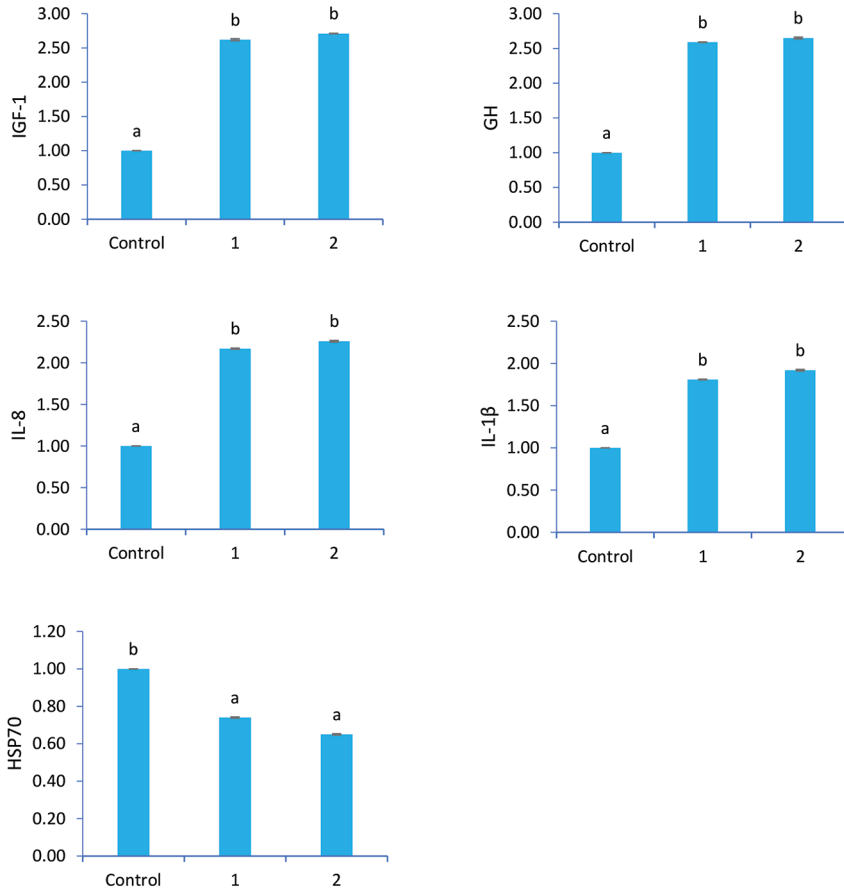 IGF-1
3.00
2.50
2.00
1.50
1.00
0.50
0.00
a
b
b
Control 1 2
GH
3.00
2.50
2.00
1.50
1.00
0.50
0.00
a
b
b
Control 1 2
IL-8
2.50
2.00
1.50
1.00
0.50
0.00
a
b
b
Control 1 2
IL-1β
2.50
2.00
1.50
1.00
0.50
0.00
a
b
b
Control 1 2
HSP70
1.20
1.00
0.80
0.60
0.40
0.20
0.00
b
a
a
Control 1 2